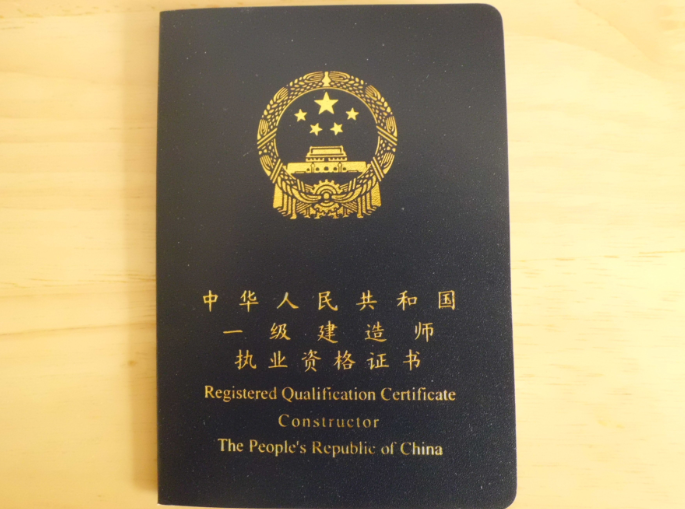 中华人民共和国
一级建造师
执业资格证书
Registered Qualification Certificate
Constructor
The People's Republic of China